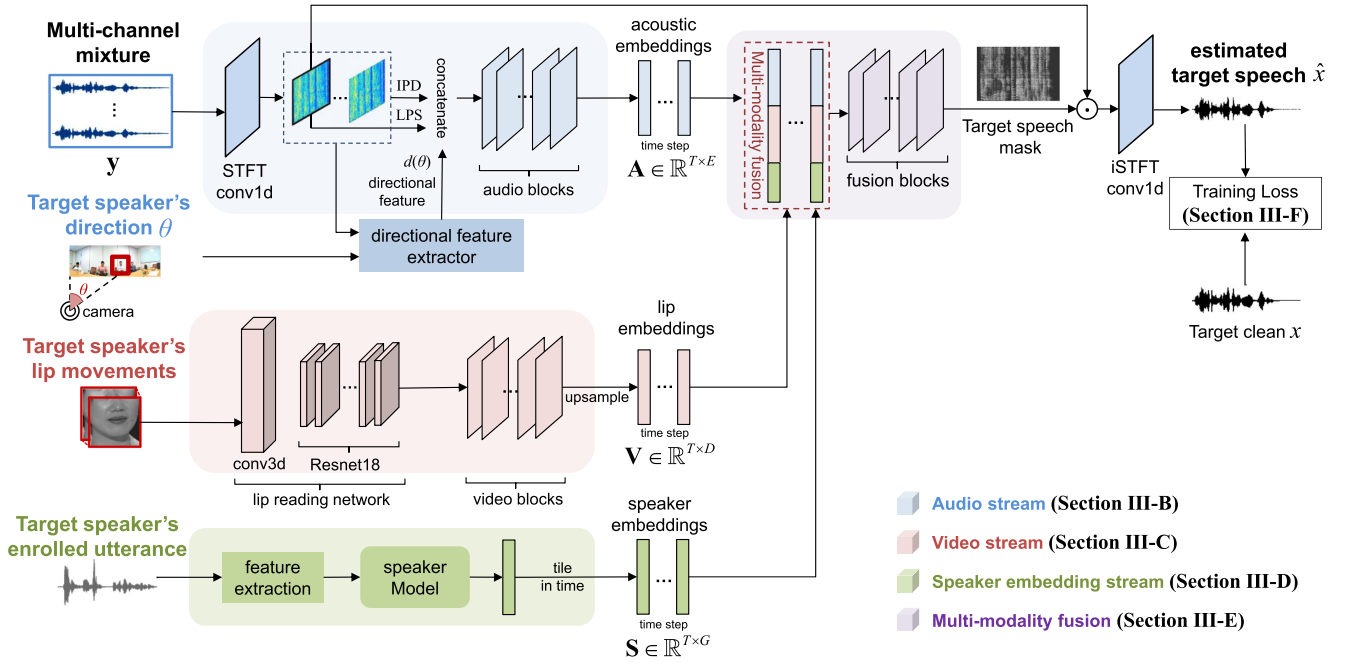 Multi-channel
mixture
y
STFT
conv1d
...
IPD
LPS
concatenate
d(θ)
directional
feature
...
audio blocks
acoustic
embeddings
...
time step
A ∈ ℝ^{T×E}
Multi-modality fusion
...
...
fusion blocks
Target speech
mask
iSTFT
conv1d
estimated
target speech x̂
Training Loss
(Section III-F)
Target clean x
Target speaker's
direction θ
θ
camera
directional feature
extractor
Target speaker's
lip movements
conv3d
...
Resnet18
lip reading network
...
video blocks
upsample
lip
embeddings
...
time step
V ∈ ℝ^{T×D}
Target speaker's
enrolled utterance
feature
extraction
speaker
Model
tile
in time
speaker
embeddings
...
time step
S ∈ ℝ^{T×G}
Audio stream (Section III-B)
Video stream (Section III-C)
Speaker embedding stream (Section III-D)
Multi-modality fusion (Section III-E)